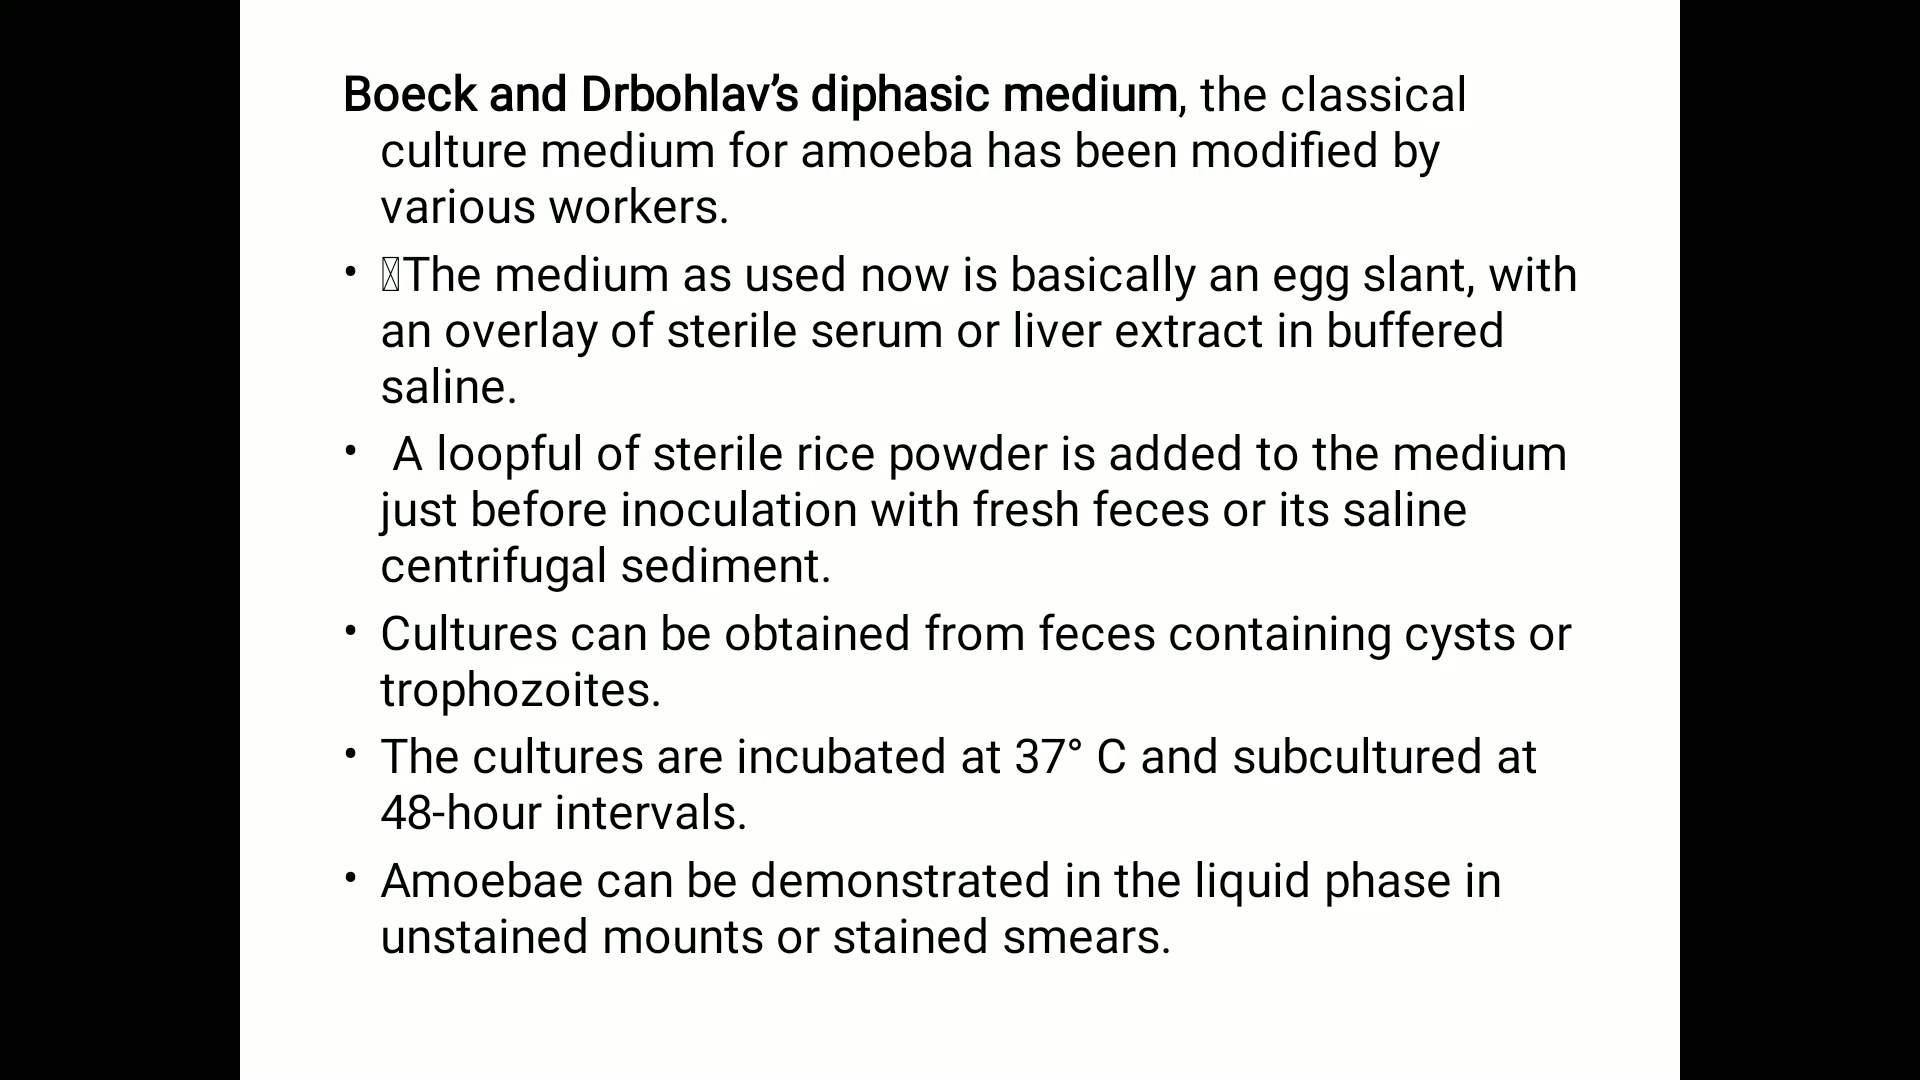 Boeck and Drbohlav’s diphasic medium, the classical
culture medium for amoeba has been modified by
various workers.
• The medium as used now is basically an egg slant, with
an overlay of sterile serum or liver extract in buffered
saline.
• A loopful of sterile rice powder is added to the medium
just before inoculation with fresh feces or its saline
centrifugal sediment.
• Cultures can be obtained from feces containing cysts or
trophozoites.
• The cultures are incubated at 37° C and subcultured at
48-hour intervals.
• Amoebae can be demonstrated in the liquid phase in
unstained mounts or stained smears.